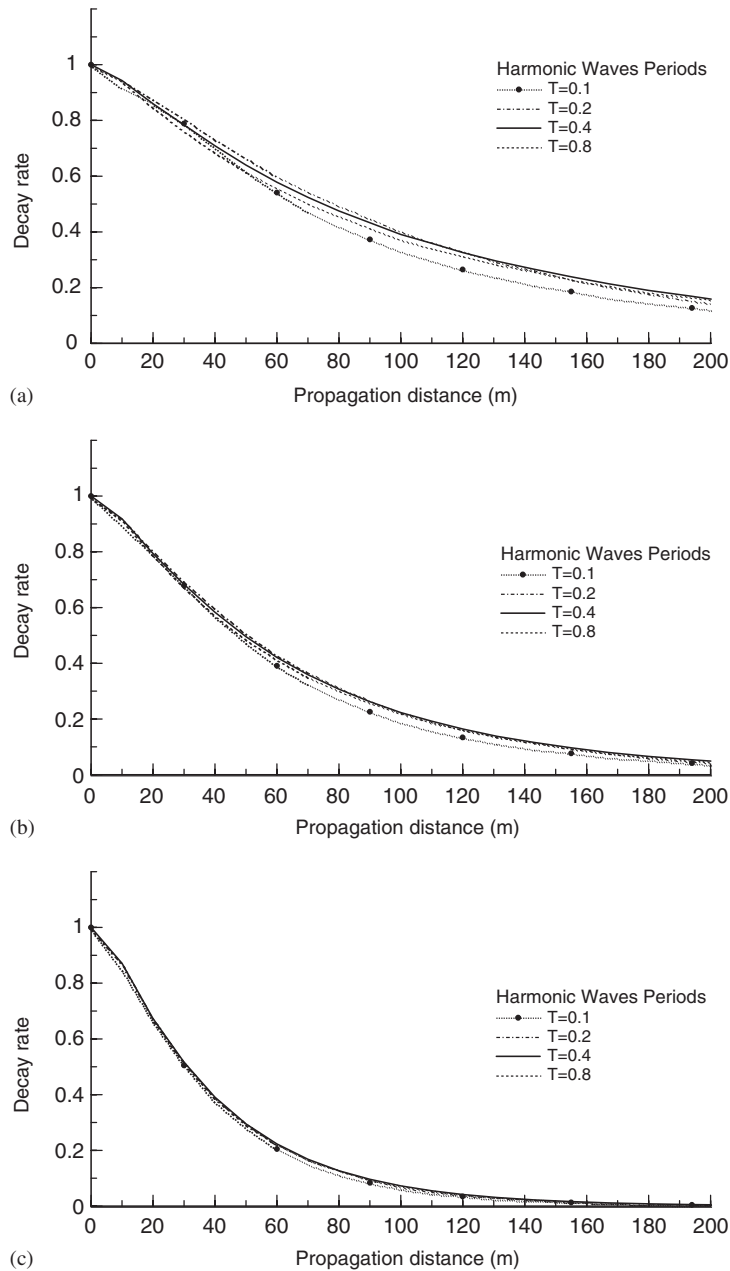 Decay rate
1
0.8
0.6
0.4
0.2
0
0 20 40 60 80 100 120 140 160 180 200
Propagation distance (m)
Harmonic Waves Periods
T=0.1
T=0.2
T=0.4
T=0.8
(a)
Decay rate
1
0.8
0.6
0.4
0.2
0
0 20 40 60 80 100 120 140 160 180 200
Propagation distance (m)
Harmonic Waves Periods
T=0.1
T=0.2
T=0.4
T=0.8
(b)
Decay rate
1
0.8
0.6
0.4
0.2
0
0 20 40 60 80 100 120 140 160 180 200
Propagation distance (m)
Harmonic Waves Periods
T=0.1
T=0.2
T=0.4
T=0.8
(c)